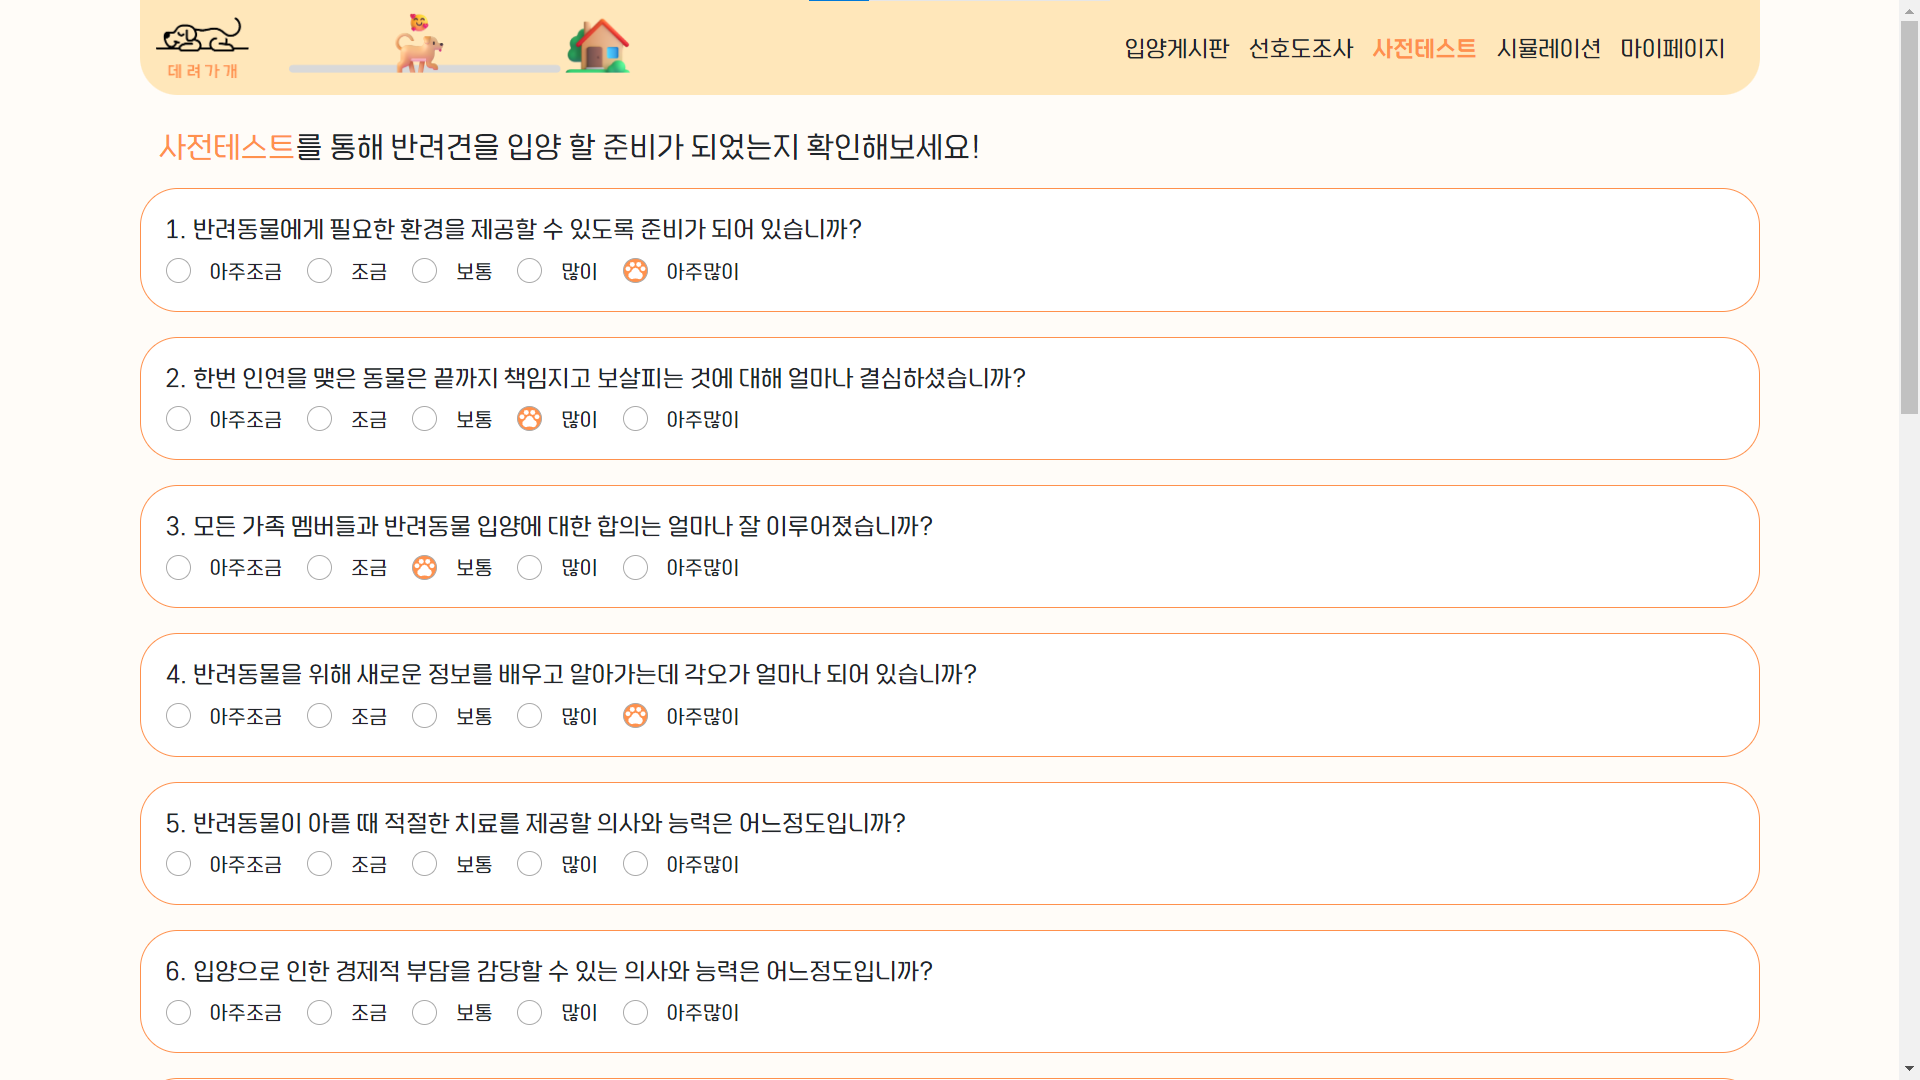 데려가개
입양게시판 선호도조사 사전테스트 시뮬레이션 마이페이지
사전테스트를 통해 반려견을 입양 할 준비가 되었는지 확인해보세요!
1. 반려동물에게 필요한 환경을 제공할 수 있도록 준비가 되어 있습니까?
아주조금 조금 보통 많이 아주많이
2. 한번 인연을 맺은 동물은 끝까지 책임지고 보살피는 것에 대해 얼마나 결심하셨습니까?
아주조금 조금 보통 많이 아주많이
3. 모든 가족 멤버들과 반려동물 입양에 대한 합의는 얼마나 잘 이루어졌습니까?
아주조금 조금 보통 많이 아주많이
4. 반려동물을 위해 새로운 정보를 배우고 알아가는데 각오가 얼마나 되어 있습니까?
아주조금 조금 보통 많이 아주많이
5. 반려동물이 아플 때 적절한 치료를 제공할 의사와 능력은 어느정도입니까?
아주조금 조금 보통 많이 아주많이
6. 입양으로 인한 경제적 부담을 감당할 수 있는 의사와 능력은 어느정도입니까?
아주조금 조금 보통 많이 아주많이